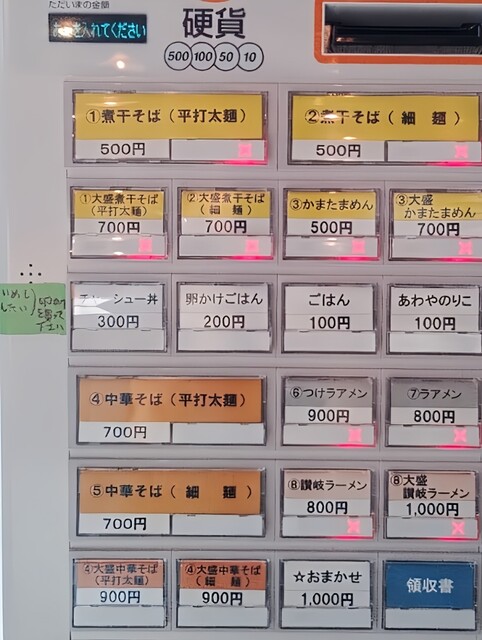 ただいまの金額
お金を入れてください
硬貨
500 100 50 10
①煮干そば(平打太麺)
500円
②煮干そば(細 麺)
500円
①大盛煮干そば
(平打太麺)
700円
②大盛煮干そば
(細 麺)
700円
③かまたまめん
500円
③大盛
かまたまめん
700円
チャーシュー丼
300円
卵かけごはん
200円
ごはん
100円
あわやのりこ
100円
④中華そば(平打太麺)
700円
⑥つけラアメン
900円
⑦ラアメン
800円
⑤中華そば(細 麺)
700円
⑧讃岐ラーメン
800円
⑧大盛
讃岐ラーメン
1,000円
④大盛中華そば
(平打太麺)
900円
④大盛中華そば
(細 麺)
900円
☆おまかせ
1,000円
領収書